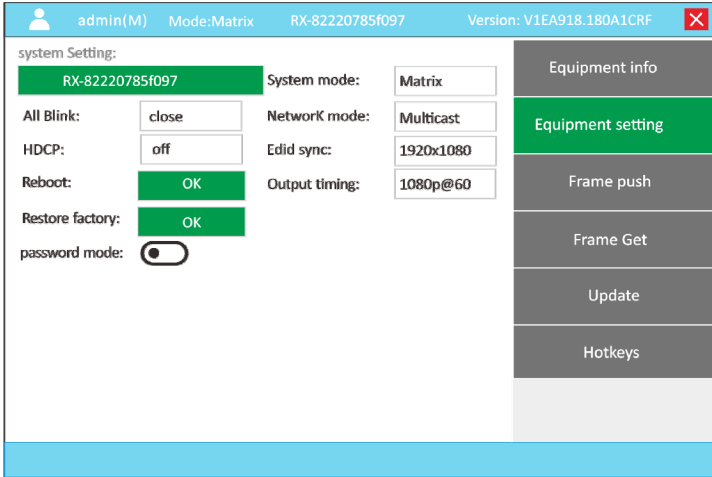 admin(M) Mode:Matrix RX-82220785f097 Version: V1EA918.180A1CRF
system Setting:
RX-82220785f097 System mode: Matrix
All Blink: close NetworK mode: Multicast
HDCP: off Edid sync: 1920x1080
Reboot: OK Output timing: 1080p@60
Restore factory: OK
password mode:
Equipment info
Equipment setting
Frame push
Frame Get
Update
Hotkeys